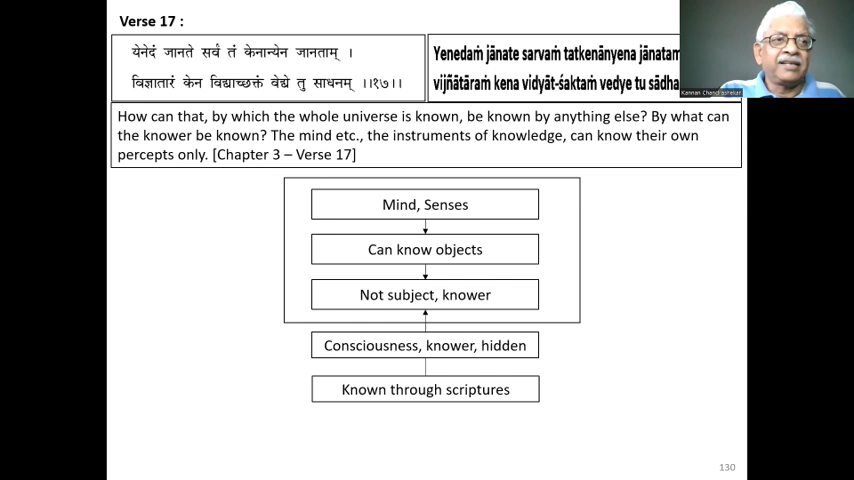 Verse 17 :
येनेदं जानते सर्वं तं केनान्येन जानताम् ।
विज्ञातारं केन विद्याच्छक्तं वेद्ये तु साधनम् ।।१७।।
Yenedaṁ jānate sarvaṁ tatkenānyena jānatam
vijñātāraṁ kena vidyāt-śaktaṁ vedye tu sādha
Kannan Chandrashekar
How can that, by which the whole universe is known, be known by anything else? By what can
the knower be known? The mind etc., the instruments of knowledge, can know their own
percepts only. [Chapter 3 – Verse 17]
Mind, Senses
Can know objects
Not subject, knower
Consciousness, knower, hidden
Known through scriptures
130